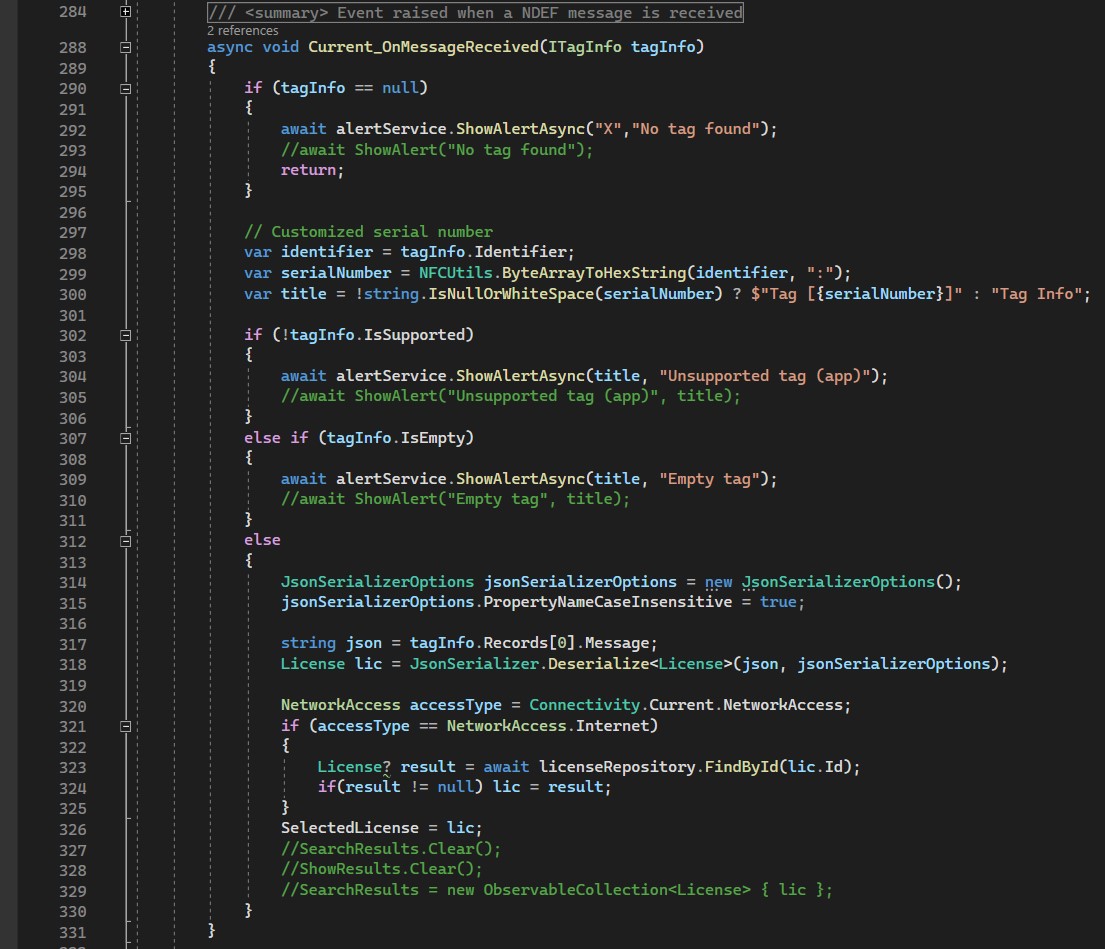 284 /// <summary> Event raised when a NDEF message is received
2 references
288 async void Current_OnMessageReceived(ITagInfo tagInfo)
289 {
290 if (tagInfo == null)
291 {
292 await alertService.ShowAlertAsync("X","No tag found");
293 //await ShowAlert("No tag found");
294 return;
295 }
296
297 // Customized serial number
298 var identifier = tagInfo.Identifier;
299 var serialNumber = NFCUtils.ByteArrayToHexString(identifier, ":");
300 var title = !string.IsNullOrWhiteSpace(serialNumber) ? $"Tag [{serialNumber}]" : "Tag Info";
301
302 if (!tagInfo.IsSupported)
303 {
304 await alertService.ShowAlertAsync(title, "Unsupported tag (app)");
305 //await ShowAlert("Unsupported tag (app)", title);
306 }
307 else if (tagInfo.IsEmpty)
308 {
309 await alertService.ShowAlertAsync(title, "Empty tag");
310 //await ShowAlert("Empty tag", title);
311 }
312 else
313 {
314 JsonSerializerOptions jsonSerializerOptions = new JsonSerializerOptions();
315 jsonSerializerOptions.PropertyNameCaseInsensitive = true;
316
317 string json = tagInfo.Records[0].Message;
318 License lic = JsonSerializer.Deserialize<License>(json, jsonSerializerOptions);
319
320 NetworkAccess accessType = Connectivity.Current.NetworkAccess;
321 if (accessType == NetworkAccess.Internet)
322 {
323 License? result = await licenseRepository.FindById(lic.Id);
324 if(result != null) lic = result;
325 }
326 SelectedLicense = lic;
327 //SearchResults.Clear();
328 //ShowResults.Clear();
329 //SearchResults = new ObservableCollection<License> { lic };
330 }
331 }